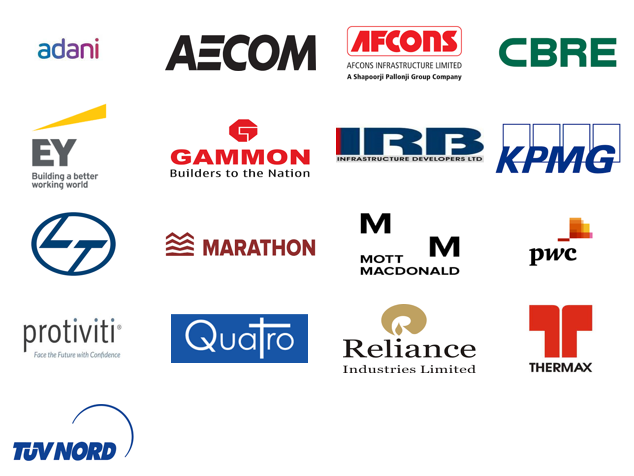 adani
AECOM
AFCONS
AFCONS INFRASTRUCTURE LIMITED
A Shapoorji Pallonji Group Company
CBRE
EY
Building a better
working world
GAMMON
Builders to the Nation
IRB
INFRASTRUCTURE DEVELOPERS LTD
KPMG
LT
MARATHON
M
M
MOTT
MACDONALD
pwc
protiviti®
Face the Future with Confidence
Quatro
Reliance
Industries Limited
THERMAX
TÜV NORD